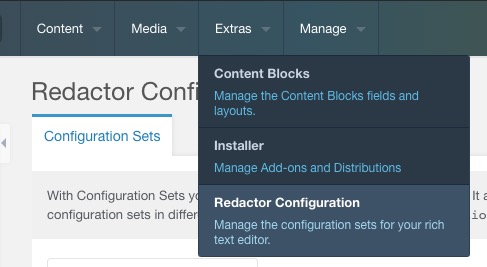 Content
Media
Extras
Manage
Redactor Confi
Content Blocks
Manage the Content Blocks fields and
layouts.
Configuration Sets
Installer
Manage Add-ons and Distributions
Redactor Configuration
Manage the configuration sets for your rich
text editor.
With Configuration Sets yo
It a
configuration sets in differ
io